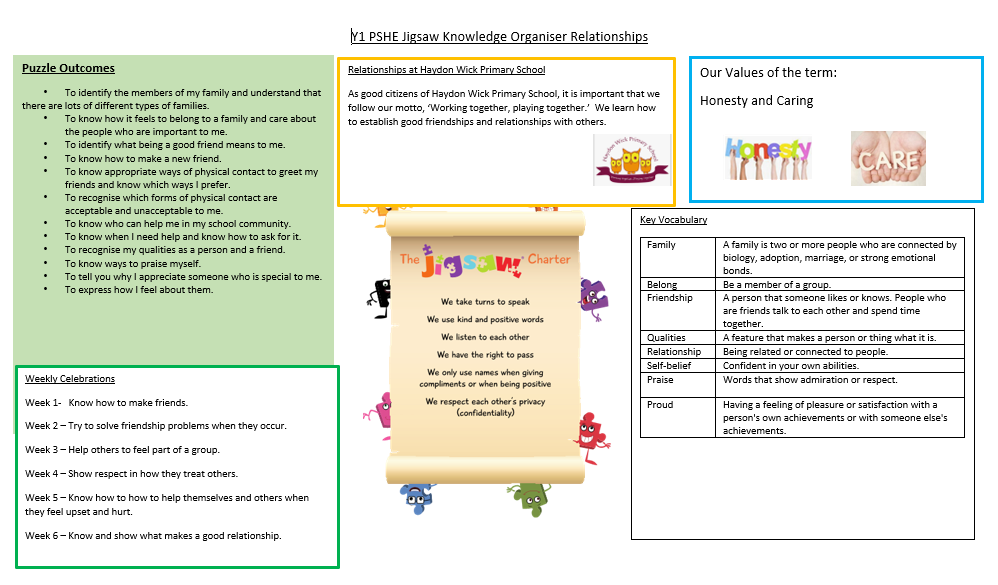 Y1 PSHE Jigsaw Knowledge Organiser Relationships
Puzzle Outcomes
• To identify the members of my family and understand that
there are lots of different types of families.
• To know how it feels to belong to a family and care about
the people who are important to me.
• To identify what being a good friend means to me.
• To know how to make a new friend.
• To know appropriate ways of physical contact to greet my
friends and know which ways I prefer.
• To recognise which forms of physical contact are
acceptable and unacceptable to me.
• To know who can help me in my school community.
• To know when I need help and know how to ask for it.
• To recognise my qualities as a person and a friend.
• To know ways to praise myself.
• To tell you why I appreciate someone who is special to me.
• To express how I feel about them.
Weekly Celebrations
Week 1-   Know how to make friends.
Week 2 – Try to solve friendship problems when they occur.
Week 3 – Help others to feel part of a group.
Week 4 – Show respect in how they treat others.
Week 5 – Know how to how to help themselves and others when
they feel upset and hurt.
Week 6 – Know and show what makes a good relationship.
Relationships at Haydon Wick Primary School
As good citizens of Haydon Wick Primary School, it is important that we
follow our motto, ‘Working together, playing together.’  We learn how
to establish good friendships and relationships with others.
Haydon Wick Primary School
The Jigsaw Charter
We take turns to speak
We use kind and positive words
We listen to each other
We have the right to pass
We only use names when giving
compliments or when being positive
We respect each other's privacy
(confidentiality)
Our Values of the term:
Honesty and Caring
Honesty
CARE
Key Vocabulary
Family A family is two or more people who are connected by
biology, adoption, marriage, or strong emotional
bonds.
Belong Be a member of a group.
Friendship A person that someone likes or knows. People who
are friends talk to each other and spend time
together.
Qualities A feature that makes a person or thing what it is.
Relationship Being related or connected to people.
Self-belief Confident in your own abilities.
Praise Words that show admiration or respect.
Proud Having a feeling of pleasure or satisfaction with a
person's own achievements or with someone else's
achievements.